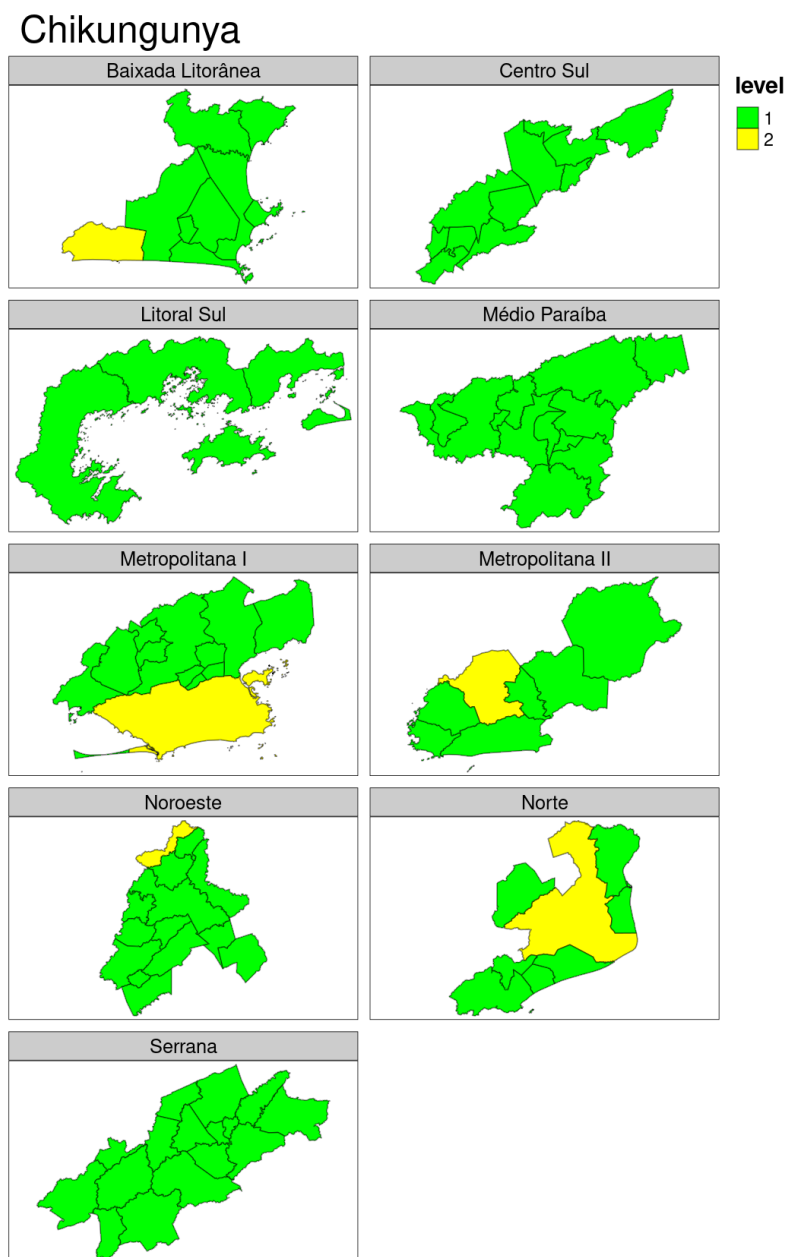 Chikungunya
Baixada Litorânea
Centro Sul
level
1
2
Litoral Sul
Médio Paraíba
Metropolitana I
Metropolitana II
Noroeste
Norte
Serrana